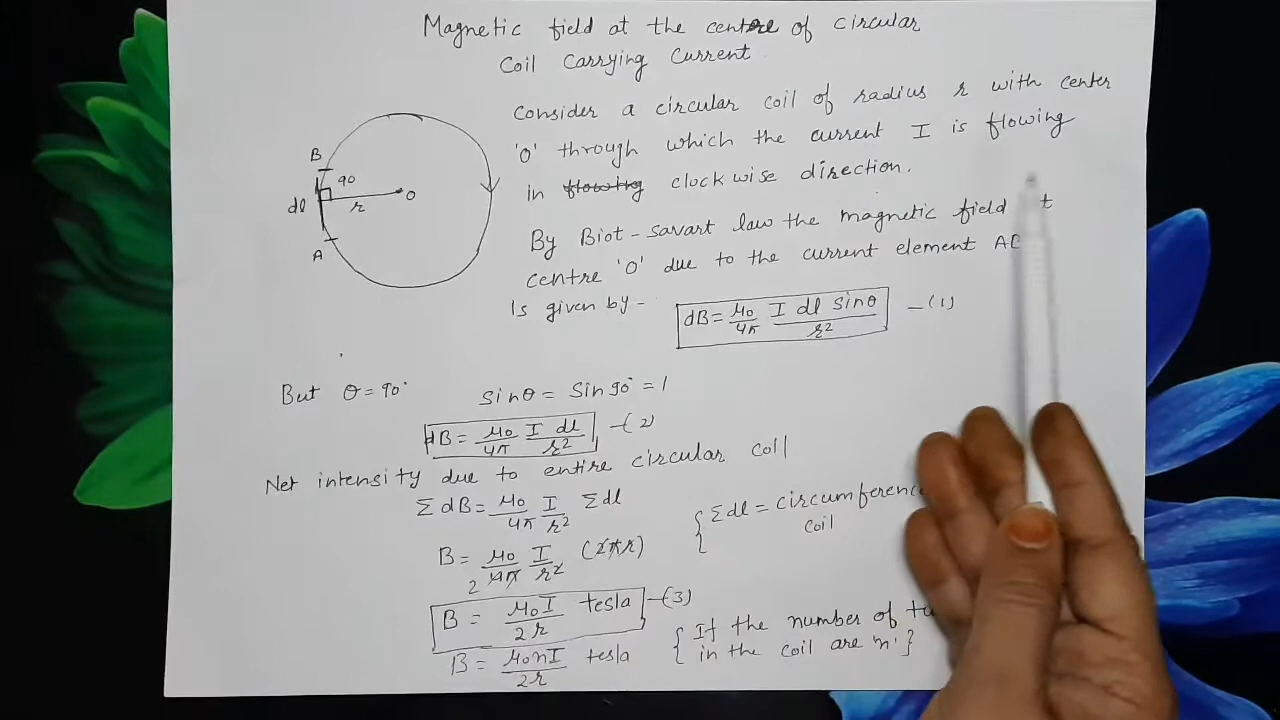 Magnetic field at the centre of circular
Coil Carrying Current
Consider a circular coil of radius r with center
'O' through which the current I is flowing
in flowing clockwise direction.
By Biot-Savart law the magnetic field
centre 'O' due to the current element
Is given by-
dB = μ0/4π I dl sinθ/r² —(1)
B
90
dl
r
O
A
But θ = 90° sinθ = Sin90° = 1
dB = μ0/4π I dl/r² —(2)
Net intensity due to entire circular coil
Σ dB = μ0/4π I/r² Σdl
{Σdl = circumference
coil
B = μ0/4π I/r² (2πr)
2
B = μ0I/2r tesla —(3)
{If the number of
in the coil are 'n'}
B = μ0nI/2r tesla